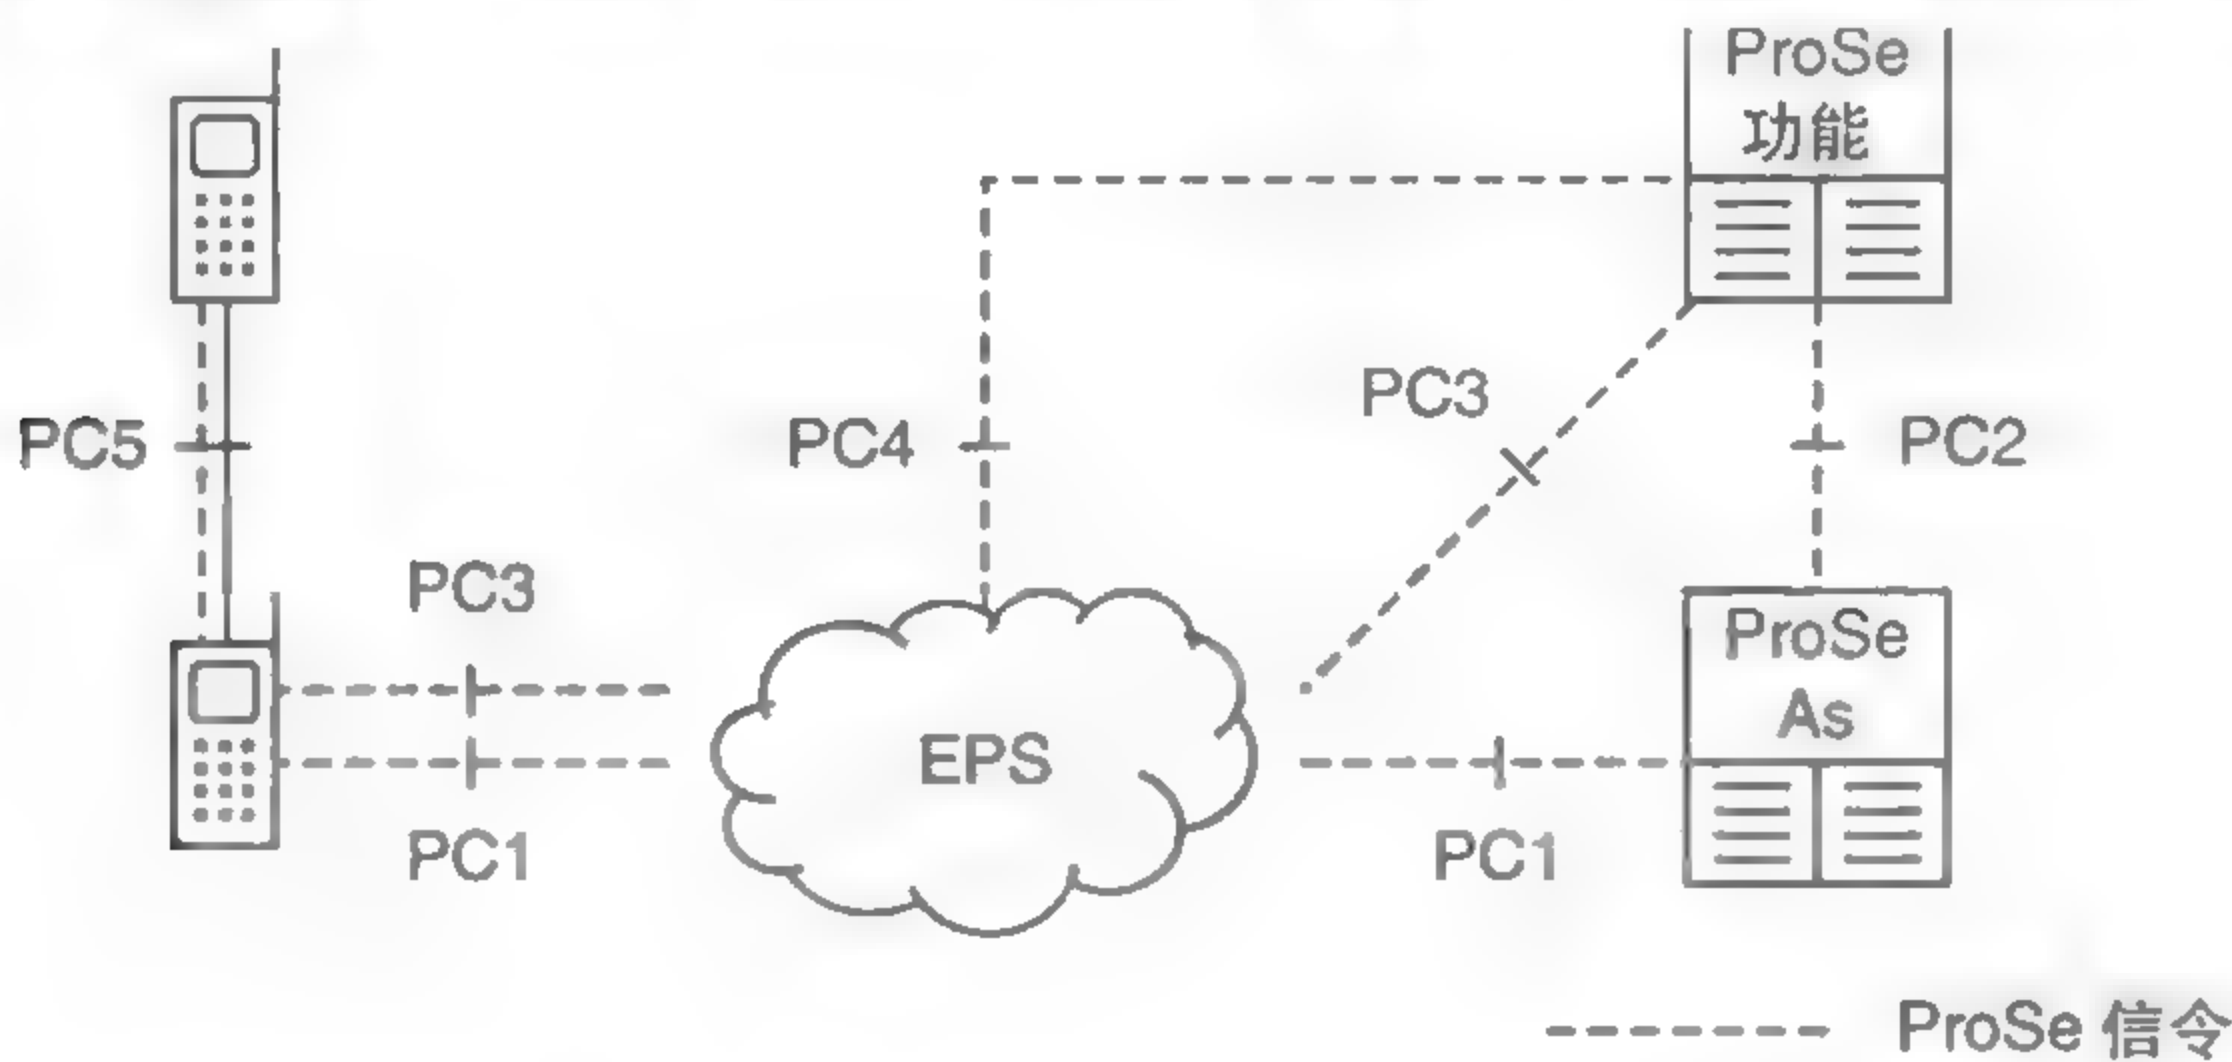 ProSe
功能
PC5
PC4
PC3
PC2
PC3
PC1
EPS
PC1
ProSe
As
ProSe 信令